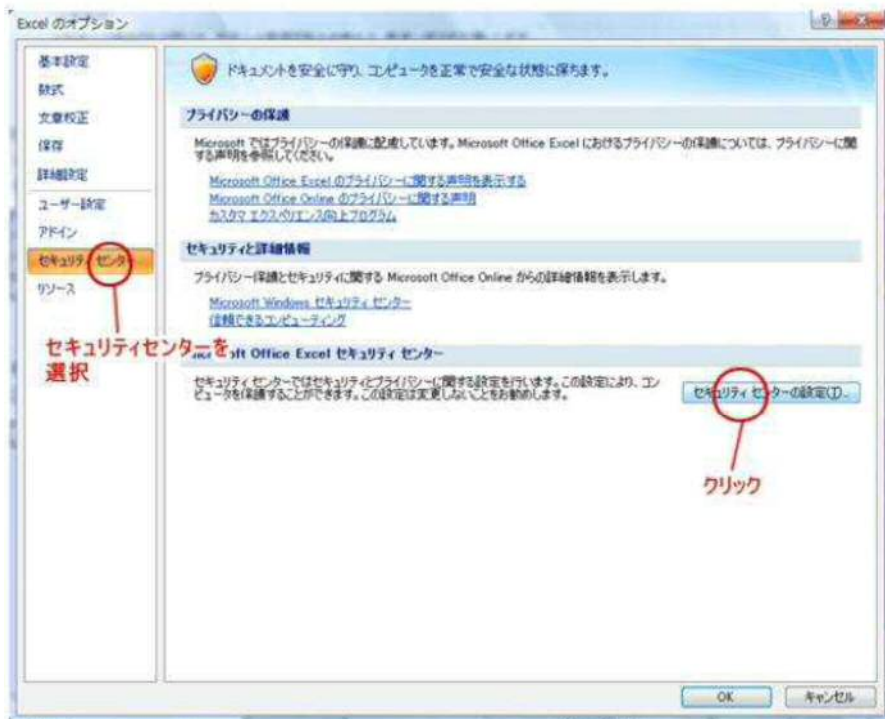 Excel のオプション
基本設定
数式
文章校正
保存
詳細設定
ユーザー設定
アドイン
セキュリティ センター
リソース
セキュリティセンターを
選択
ドキュメントを安全に守り、コンピュータを正常で安全な状態に保ちます。
プライバシーの保護
Microsoft ではプライバシーの保護に配慮しています。Microsoft Office Excel におけるプライバシーの保護については、プライバシーに関
する声明を参照してください。
Microsoft Office Excel のプライバシーに関する声明を表示する
Microsoft Office Online のプライバシーに関する声明
カスタマ エクスペリエンス向上プログラム
セキュリティと詳細情報
プライバシー保護とセキュリティに関する Microsoft Office Online からの詳細情報を表示します。
Microsoft Windows セキュリティ センター
信頼できるコンピューティング
Microsoft Office Excel セキュリティ センター
セキュリティ センターではセキュリティとプライバシーに関する設定を行います。この設定により、コン
ピュータを保護することができます。この設定は変更しないことをお勧めします。
セキュリティ センターの設定(T)...
クリック
OK
キャンセル